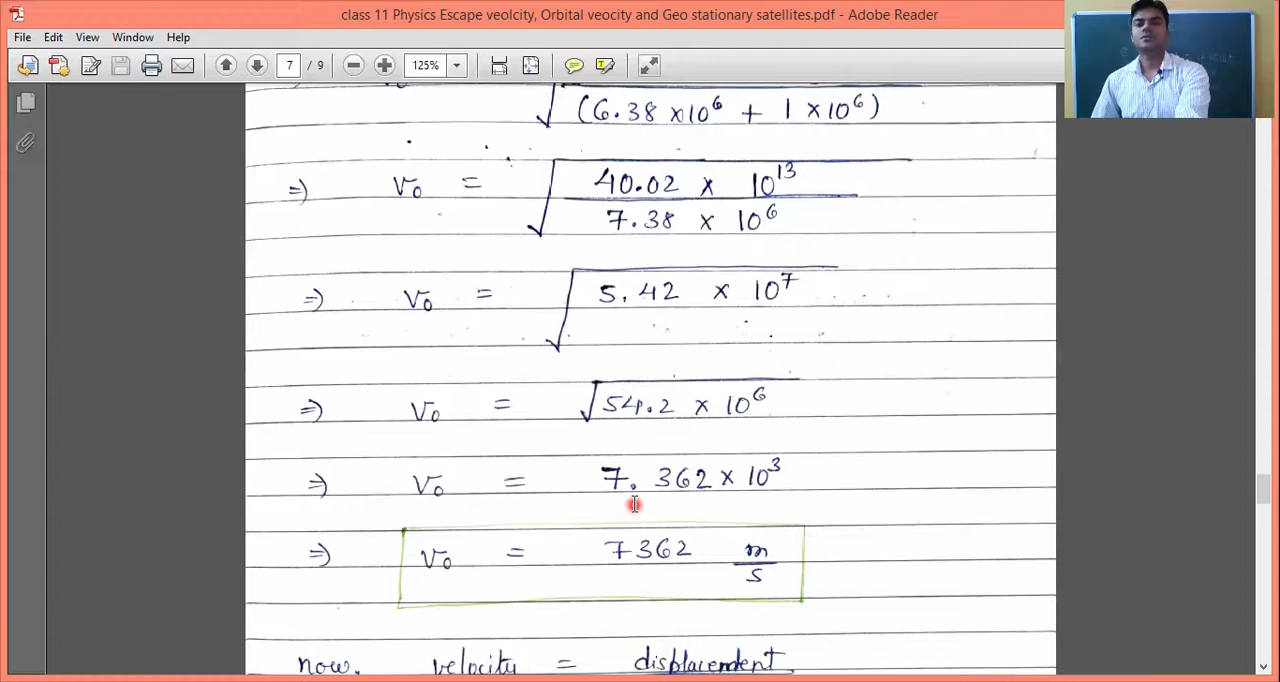 class 11 Physics Escape veolcity, Orbital veocity and Geo stationary satellites.pdf - Adobe Reader
File Edit View Window Help
7 / 9 125%
√(6.38 x10⁶ + 1 x10⁶)
=) v₀ = √40.02 x 10¹³
7.38 x 10⁶
=) v₀ = √5.42 x 10⁷
=) v₀ = √54.2 x 10⁶
=) v₀ = 7.362 x 10³
=) v₀ = 7362 m/s
now, velocity = displacement